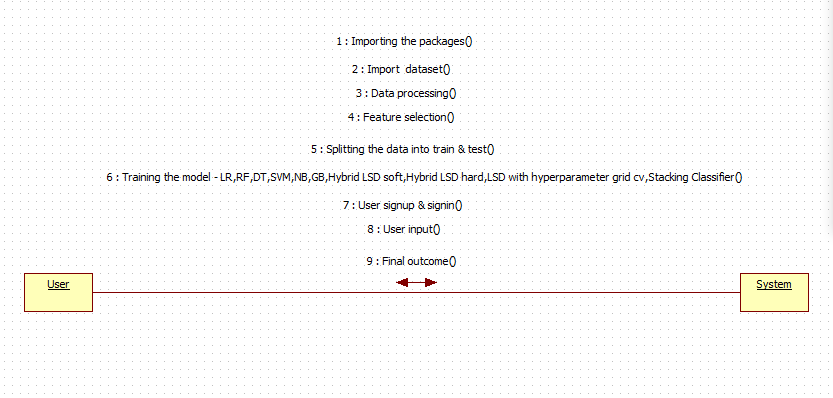 1 : Importing the packages()
2 : Import  dataset()
3 : Data processing()
4 : Feature selection()
5 : Splitting the data into train & test()
6 : Training the model - LR,RF,DT,SVM,NB,GB,Hybrid LSD soft,Hybrid LSD hard,LSD with hyperparameter grid cv,Stacking Classifier()
7 : User signup & signin()
8 : User input()
9 : Final outcome()
User
System